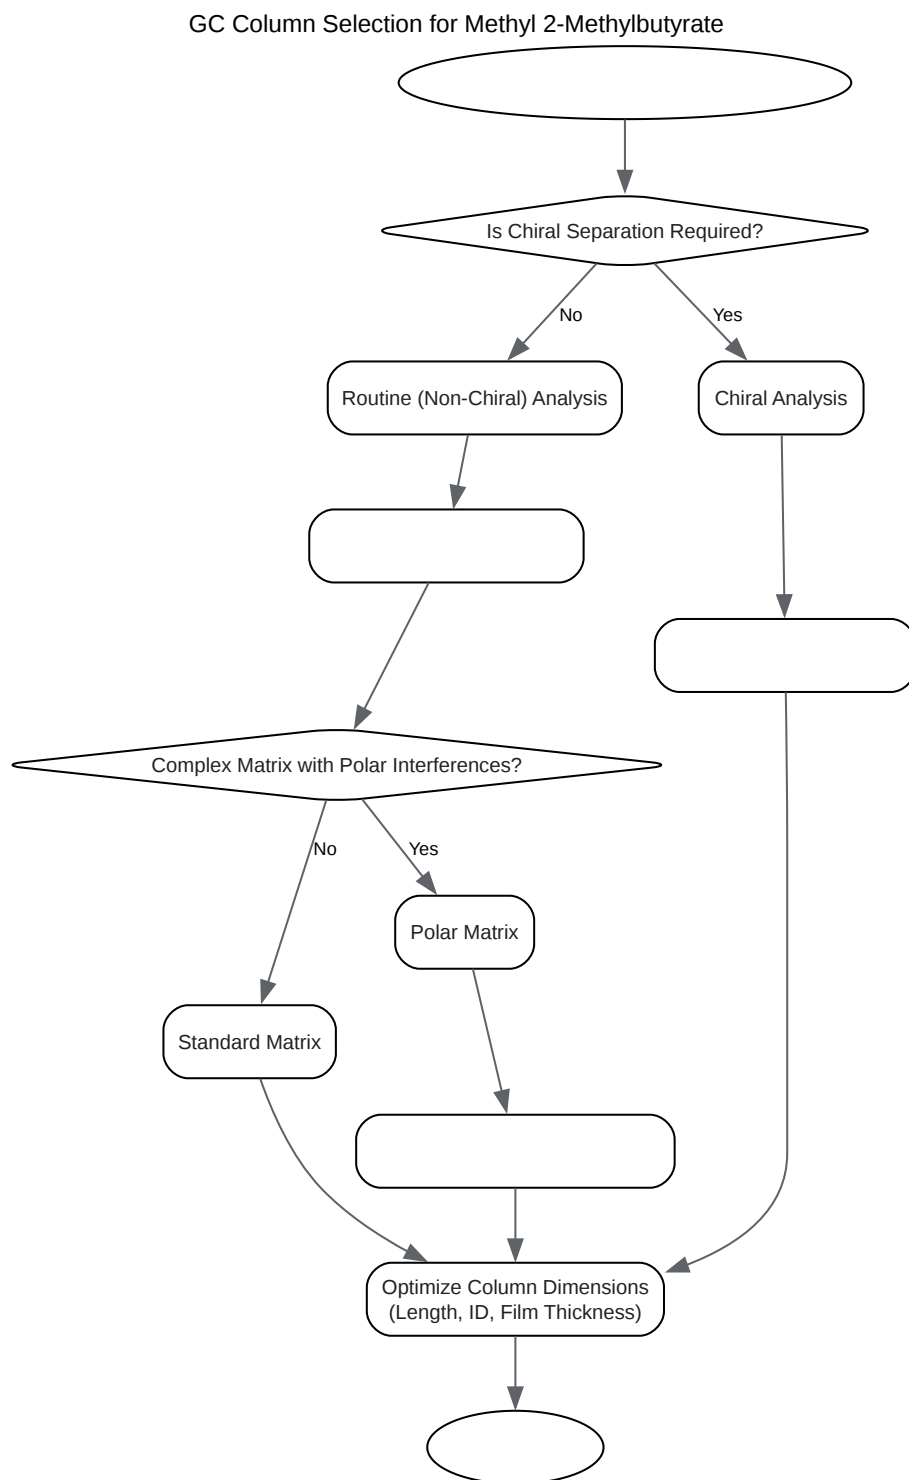 GC Column Selection for Methyl 2-Methylbutyrate
Is Chiral Separation Required?
No
Yes
Routine (Non-Chiral) Analysis
Chiral Analysis
Complex Matrix with Polar Interferences?
No
Yes
Polar Matrix
Standard Matrix
Optimize Column Dimensions
(Length, ID, Film Thickness)